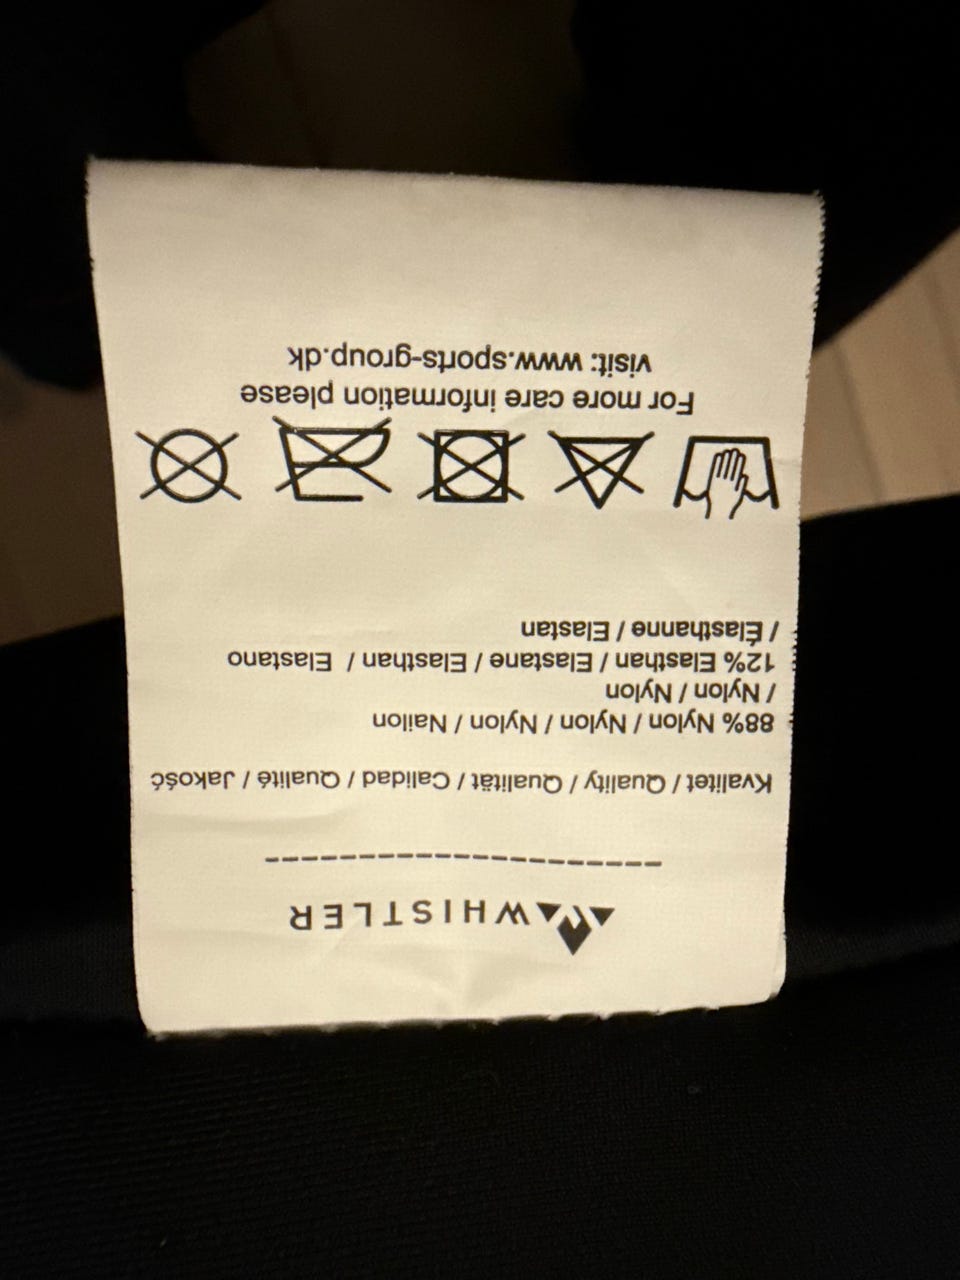 WHISTLER
Kvalitet / Quality / Qualität / Calidad / Qualité / Jakość
88% Nylon / Nylon / Nylon / Nailon
/ Nylon / Nylon
12% Elasthan / Elastane / Elasthan / Elastano
/ Élasthanne / Elastan
For more care information please
visit: www.sports-group.dk